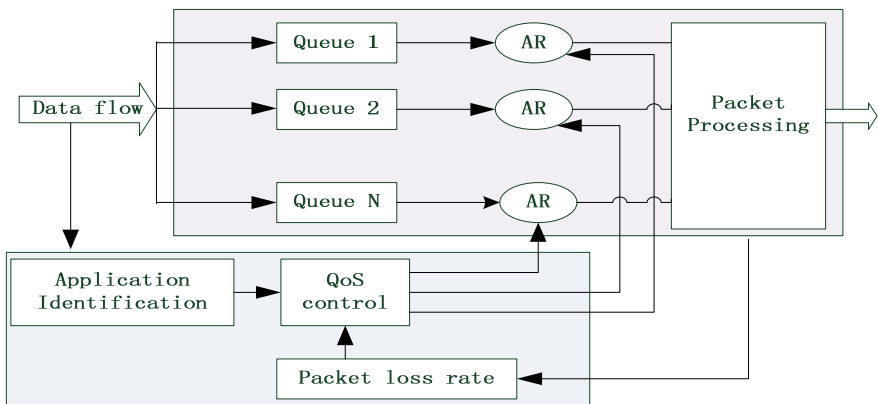 Queue 1
AR
Data flow
Queue 2
AR
Packet
Processing
Queue N
AR
Application
Identification
QoS
control
Packet loss rate